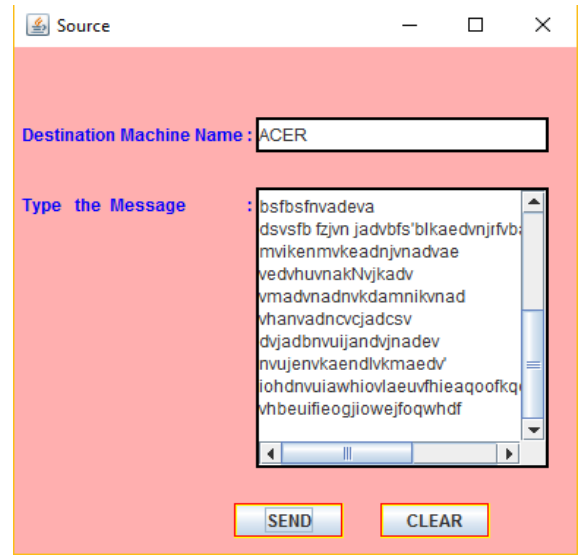 Source
Destination Machine Name : ACER
Type the Message :
bsfbsfnvadeva
dsvsfb fzjvn jadvbfs'blkaedvnjrfvba
mvikenmvkeadnjvnadvae
vedvhuvnakNvjkadv
vmadvnadnvkdamnikvnad
vhanvadncvcjadcsv
dvjadbnvuijandvjnadev
nvujenvkaendlvkmaedv'
iohdnvuiawhiovlaeuvfhieaqoofkq
vhbeuifieogjiowejfoqwhdf
SEND CLEAR